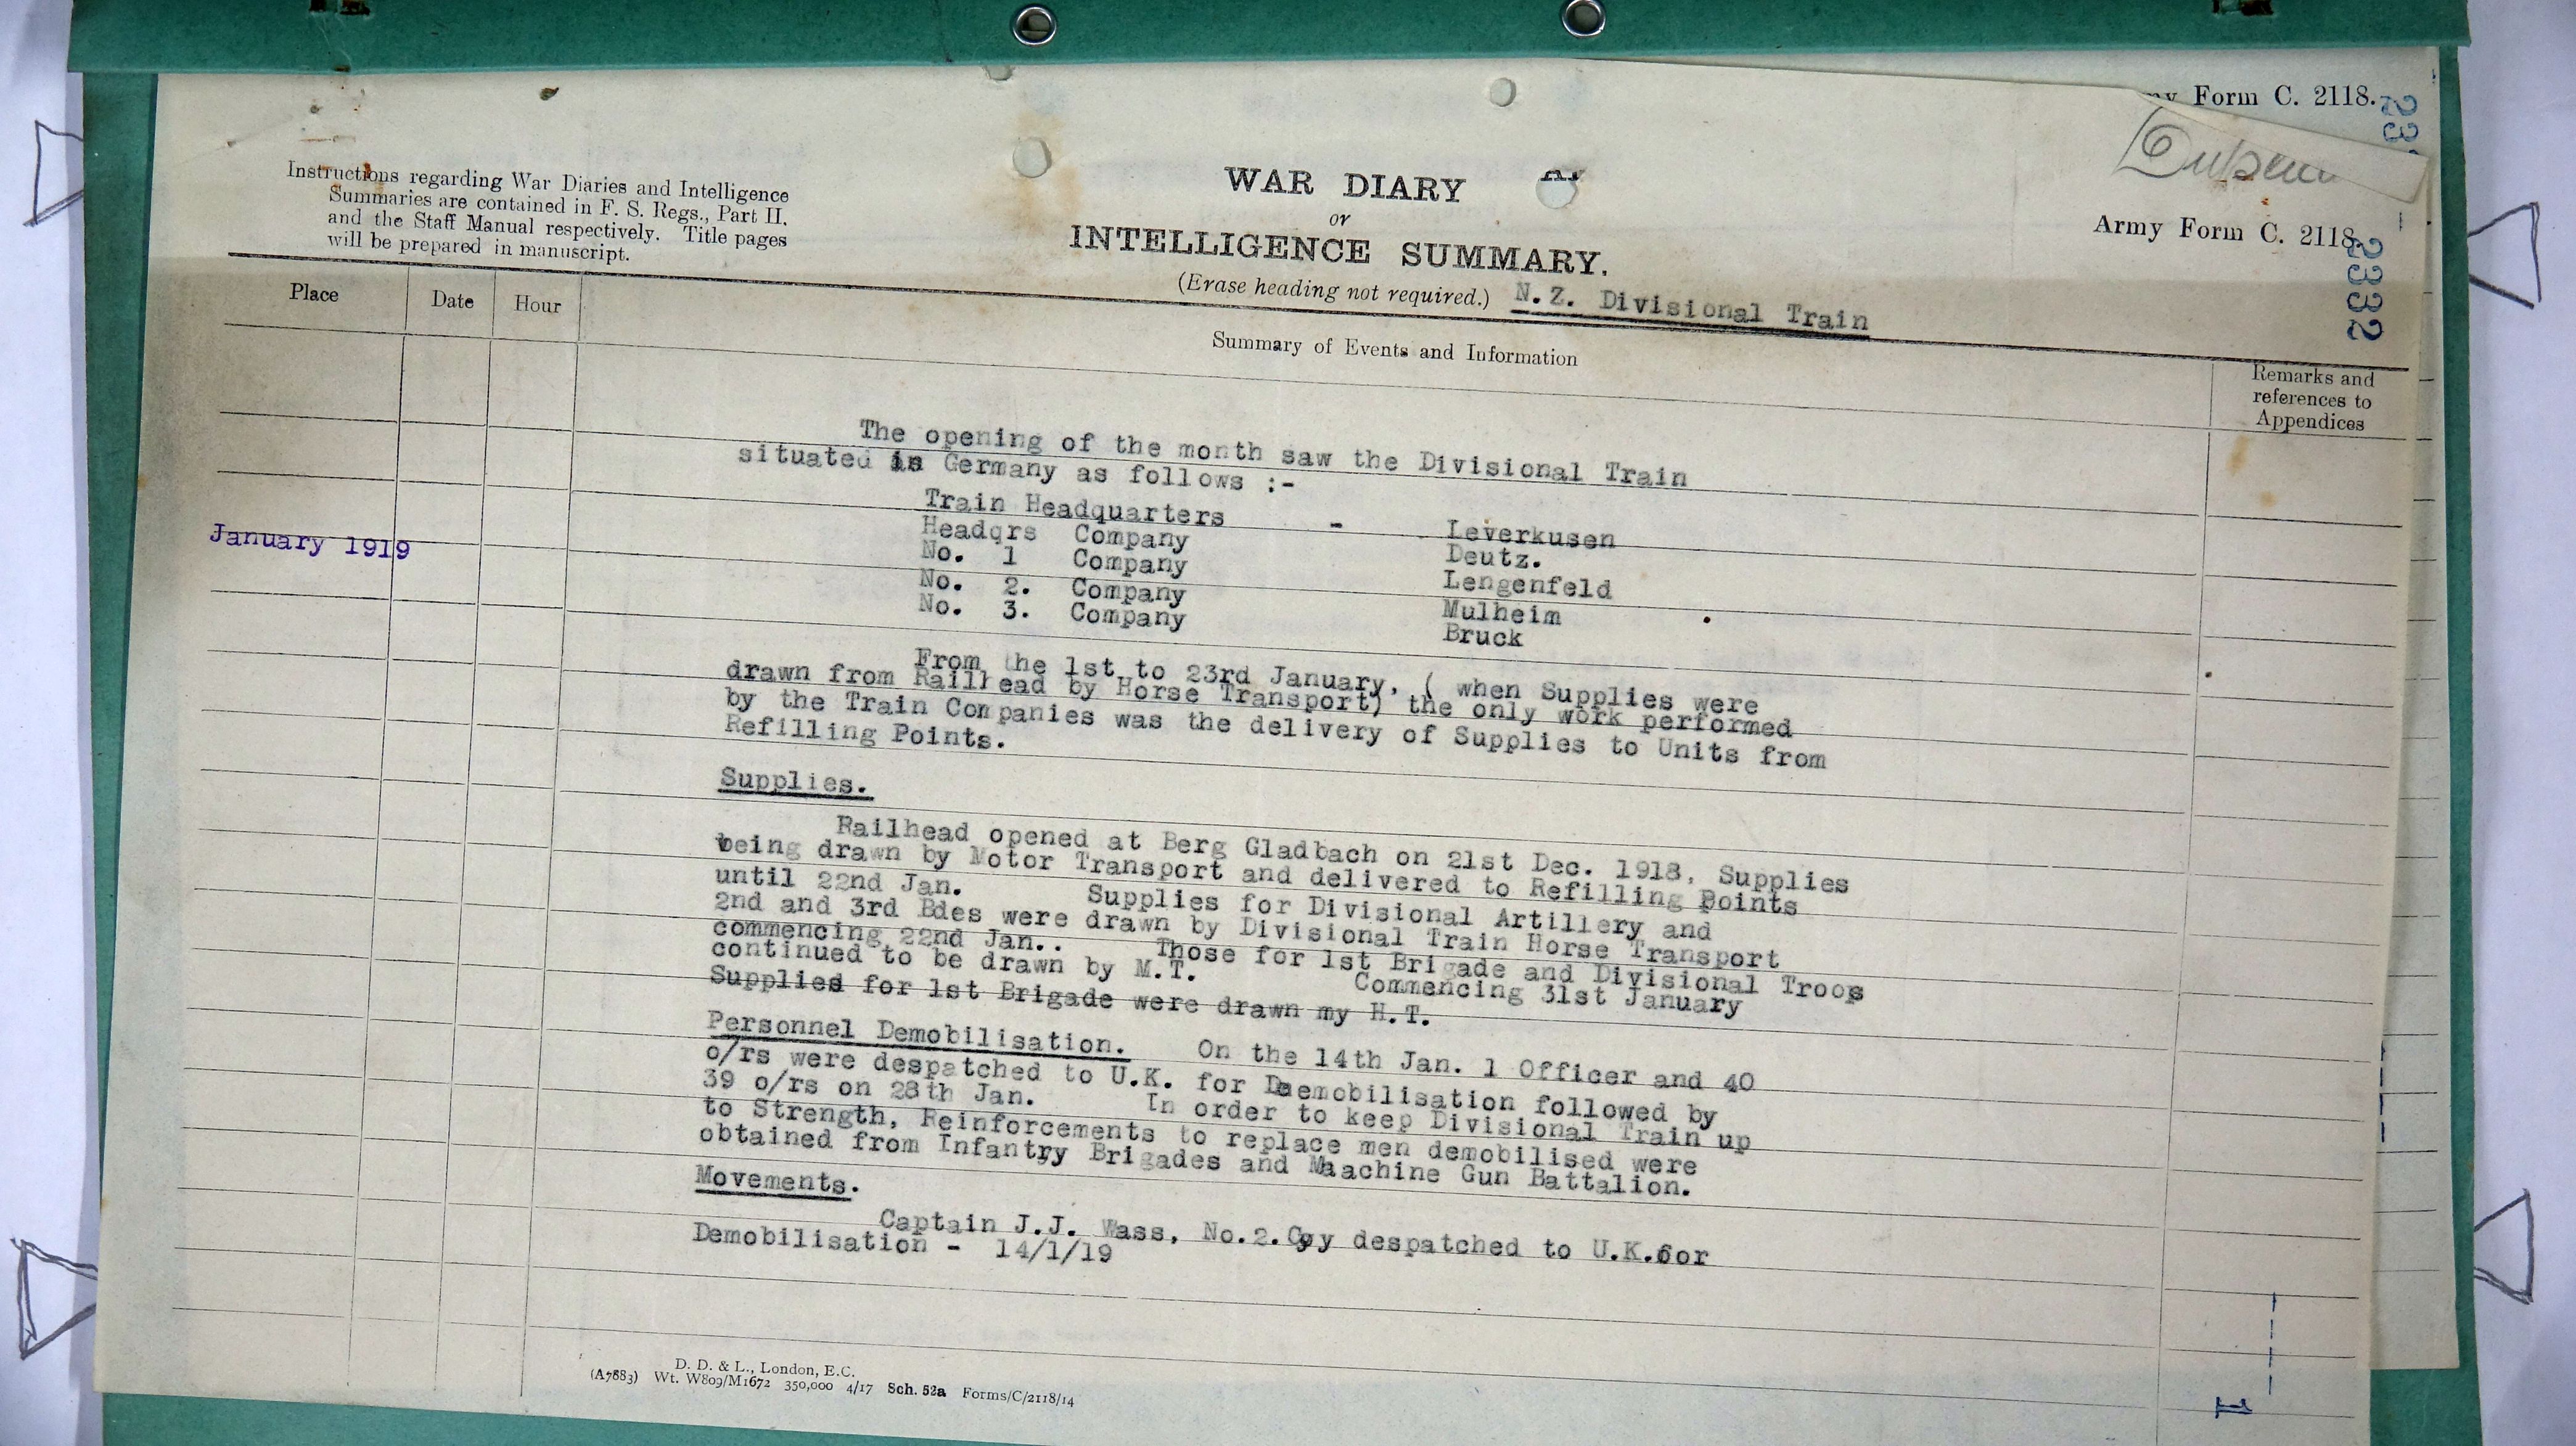 my Form C. 2118.
23
Army Form C. 2118.
2332
Instructions regarding War Diaries and Intelligence
Summaries are contained in F. S. Regs., Part II.
and the Staff Manual respectively. Title pages
will be prepared in manuscript.
WAR DIARY
or
INTELLIGENCE SUMMARY.
(Erase heading not required.) N.Z. Divisional Train
Place
Date
Hour
Summary of Events and Information
Remarks and
references to
Appendices
January 1919
The opening of the month saw the Divisional Train
situated in Germany as follows :-
Train Headquarters - Leverkusen
Headqrs Company Deutz.
No. 1 Company Lengenfeld
No. 2. Company Mulheim
No. 3. Company Bruck
From the 1st to 23rd January, ( when Supplies were
drawn from Railhead by Horse Transport) the only work performed
by the Train Companies was the delivery of Supplies to Units from
Refilling Points.
Supplies.
Railhead opened at Berg Gladbach on 21st Dec. 1918, Supplies
being drawn by Motor Transport and delivered to Refilling Points
until 22nd Jan. Supplies for Divisional Artillery and
2nd and 3rd Bdes were drawn by Divisional Train Horse Transport
commencing 22nd Jan.. Those for 1st Brigade and Divisional Troops
continued to be drawn by M.T. Commencing 31st January
Supplied for 1st Brigade were drawn my H.T.
Personnel Demobilisation. On the 14th Jan. 1 Officer and 40
o/rs were despatched to U.K. for Daemobilisation followed by
39 o/rs on 28th Jan. In order to keep Divisional Train up
to Strength, Reinforcements to replace men demobilised were
obtained from Infantry Brigades and Maachine Gun Battalion.
Movements.
Captain J.J. Wass, No.2.Coy despatched to U.K.for
Demobilisation - 14/1/19
D. D. & L., London, E.C.
(A7883) Wt. W809/M1672 350,000 4/17 Sch. 52a Forms/C/2118/14
1